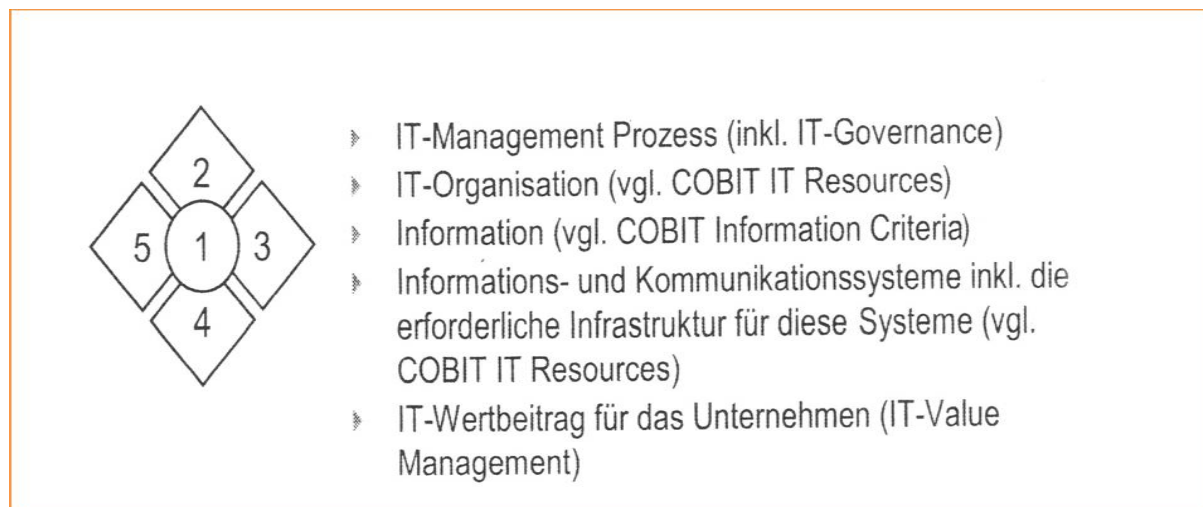 2
5 1 3
4
IT-Management Prozess (inkl. IT-Governance)
IT-Organisation (vgl. COBIT IT Resources)
Information (vgl. COBIT Information Criteria)
Informations- und Kommunikationssysteme inkl. die
erforderliche Infrastruktur für diese Systeme (vgl.
COBIT IT Resources)
IT-Wertbeitrag für das Unternehmen (IT-Value
Management)